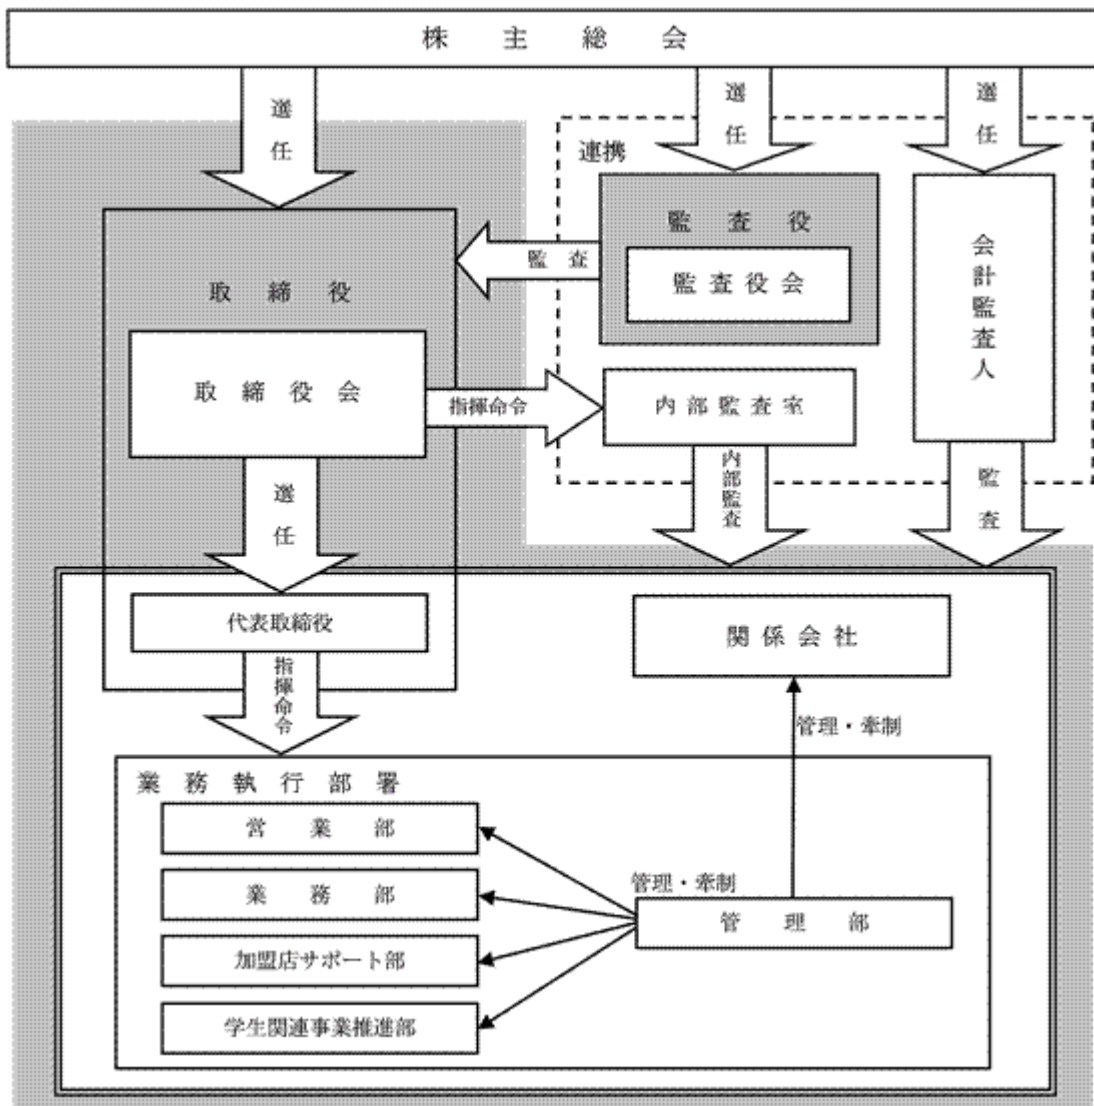 株主総会
選任
選任
選任
連携
監査役
監査役会
会計監査人
監査
取締役
取締役会
指揮命令
内部監査室
選任
内部監査
監査
代表取締役
関係会社
指揮命令
管理・牽制
業務執行部署
営業部
業務部
加盟店サポート部
学生関連事業推進部
管理・牽制
管理部